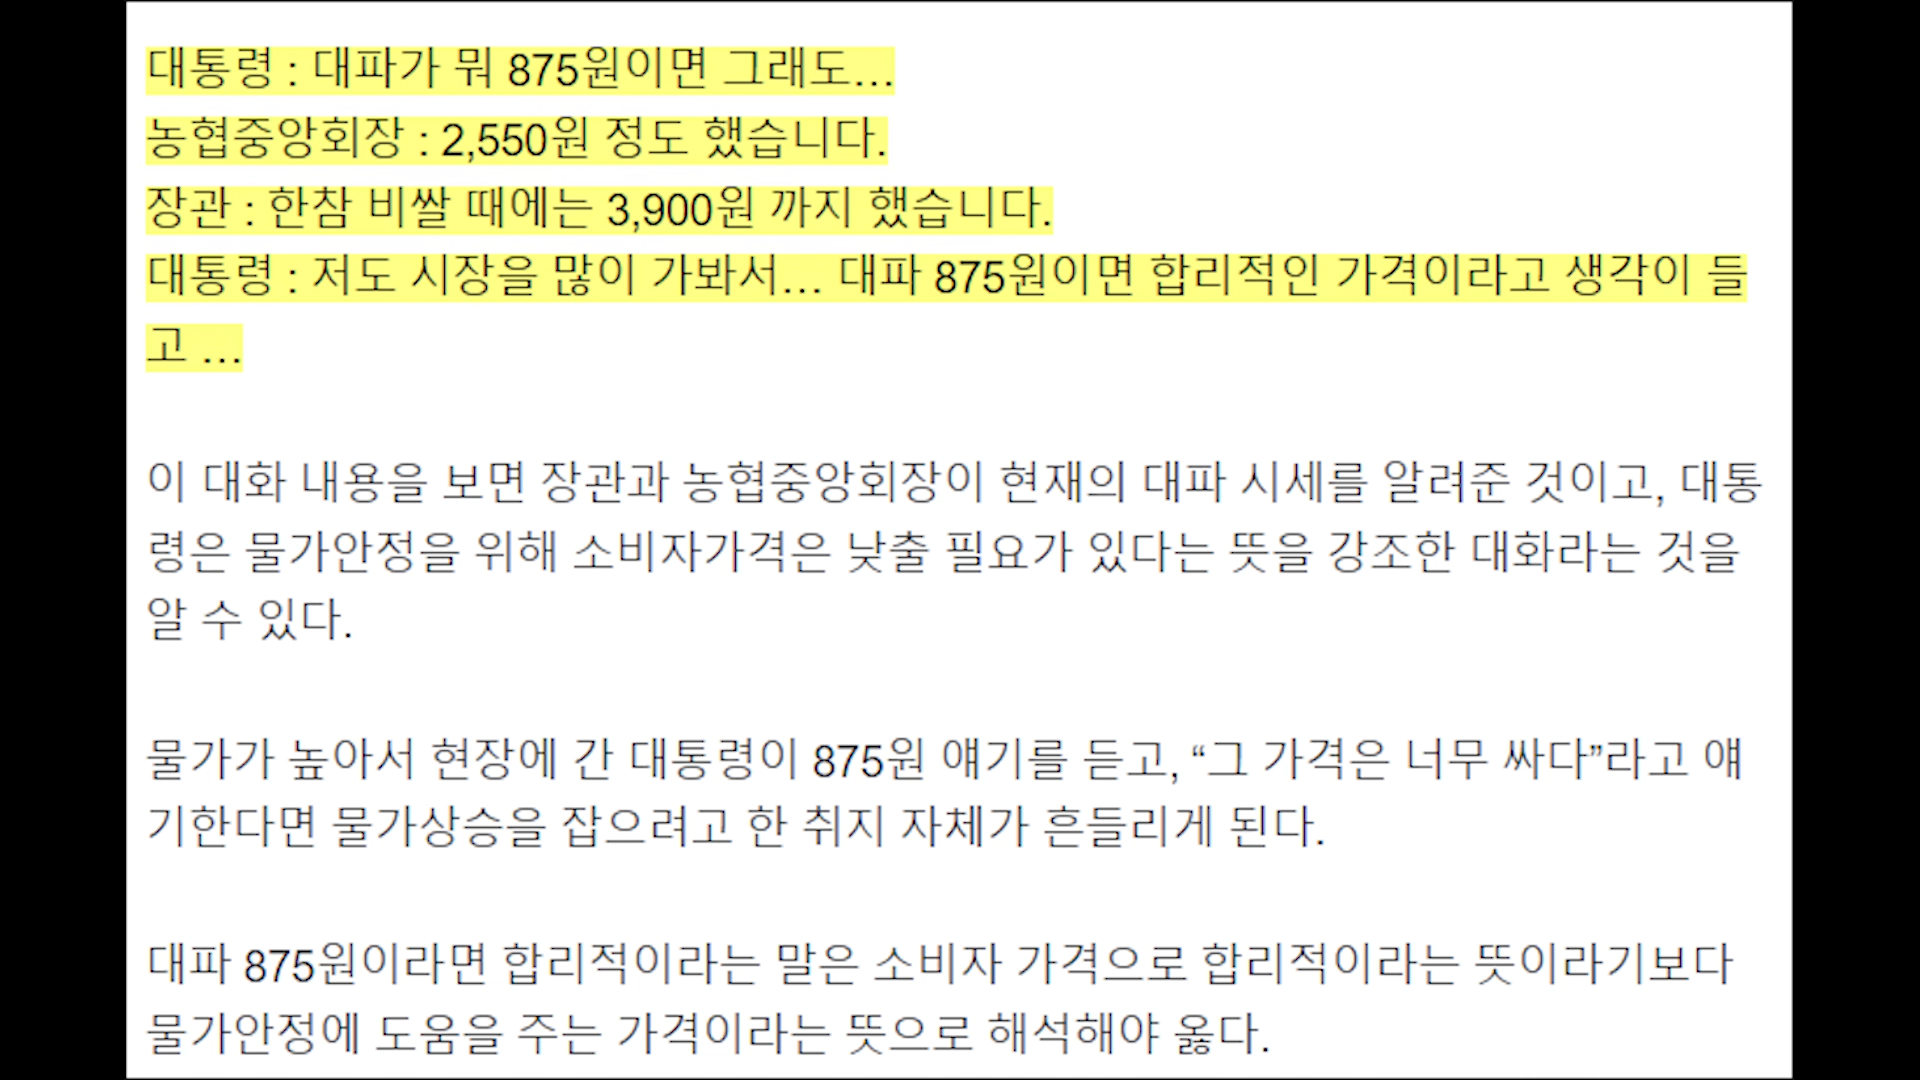 대통령 : 대파가 뭐 875원이면 그래도...
농협중앙회장 : 2,550원 정도 했습니다.
장관 : 한참 비쌀 때에는 3,900원 까지 했습니다.
대통령 : 저도 시장을 많이 가봐서... 대파 875원이면 합리적인 가격이라고 생각이 들
고 ...
이 대화 내용을 보면 장관과 농협중앙회장이 현재의 대파 시세를 알려준 것이고, 대통
령은 물가안정을 위해 소비자가격은 낮출 필요가 있다는 뜻을 강조한 대화라는 것을
알 수 있다.
물가가 높아서 현장에 간 대통령이 875원 얘기를 듣고, “그 가격은 너무 싸다”라고 얘
기한다면 물가상승을 잡으려고 한 취지 자체가 흔들리게 된다.
대파 875원이라면 합리적이라는 말은 소비자 가격으로 합리적이라는 뜻이라기보다
물가안정에 도움을 주는 가격이라는 뜻으로 해석해야 옳다.